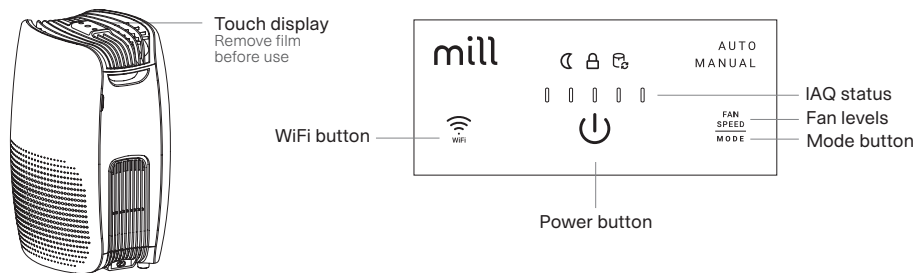 Touch display
Remove film
before use
mill
AUTO
MANUAL
IAQ status
Fan levels
Mode button
FAN
SPEED
MODE
WiFi button
WiFi
Power button